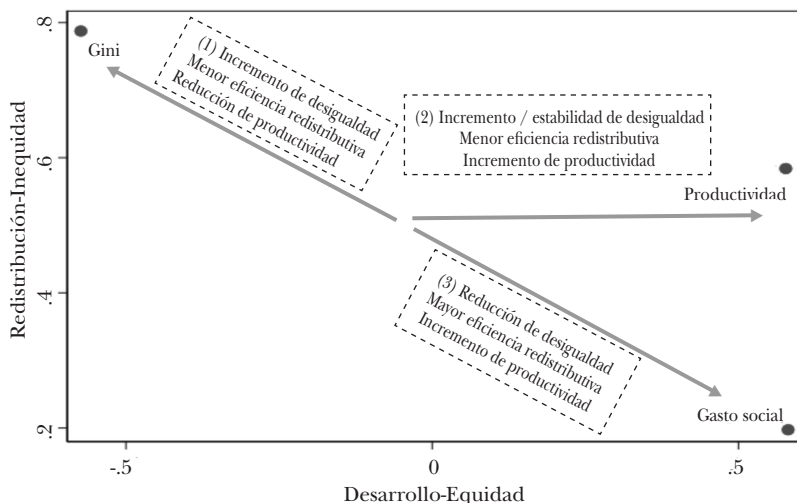 .8
Gini
(1) Incremento de desigualdad
Menor eficiencia redistributiva
Reducción de productividad
(2) Incremento / estabilidad de desigualdad
Menor eficiencia redistributiva
Incremento de productividad
.6
Productividad
Redistribución-Inequidad
.4
(3) Reducción de desigualdad
Mayor eficiencia redistributiva
Incremento de productividad
Gasto social
.2
-.5
0
.5
Desarrollo-Equidad